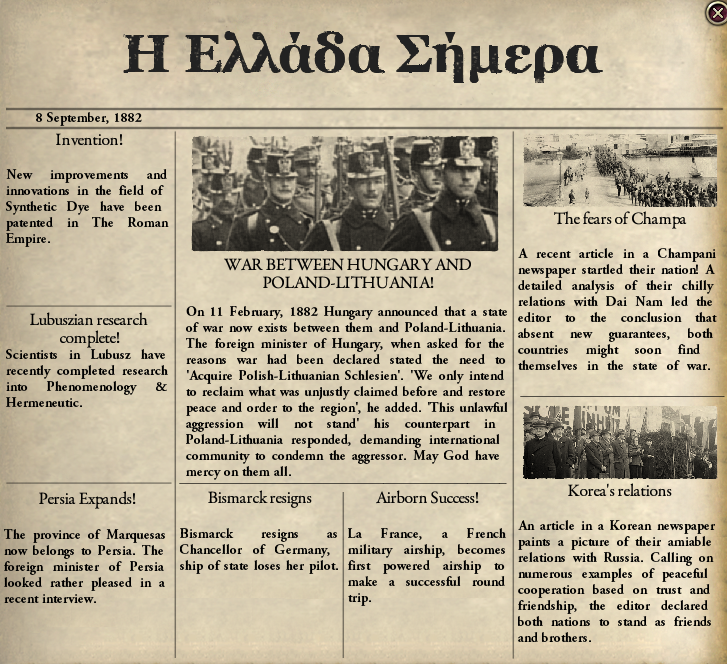 Η Ελλάδα Σήμερα
8 September, 1882
Invention!
New improvements and
innovations in the field of
Synthetic Dye have been
patented in The Roman
Empire.
Lubuszian research
complete!
Scientists in Lubusz have
recently completed research
into Phenomenology &
Hermeneutic.
Persia Expands!
The province of Marquesas
now belongs to Persia. The
foreign minister of Persia
looked rather pleased in a
recent interview.
WAR BETWEEN HUNGARY AND
POLAND-LITHUANIA!
On 11 February, 1882 Hungary announced that a state
of war now exists between them and Poland-Lithuania.
The foreign minister of Hungary, when asked for the
reasons war had been declared stated the need to
'Acquire Polish-Lithuanian Schlesien'. 'We only intend
to reclaim what was unjustly claimed before and restore
peace and order to the region', he added. 'This unlawful
aggression will not stand' his counterpart in
Poland-Lithuania responded, demanding international
community to condemn the aggressor. May God have
mercy on them all.
Bismarck resigns
Bismarck resigns as
Chancellor of Germany,
ship of state loses her pilot.
Airborn Success!
La France, a French
military airship, becomes
first powered airship to
make a successful round
trip.
The fears of Champa
A recent article in a Champani
newspaper startled their nation! A
detailed analysis of their chilly
relations with Dai Nam led the
editor to the conclusion that
absent new guarantees, both
countries might soon find
themselves in the state of war.
Korea's relations
An article in a Korean newspaper
paints a picture of their amiable
relations with Russia. Calling on
numerous examples of peaceful
cooperation based on trust and
friendship, the editor declared
both nations to stand as friends
and brothers.